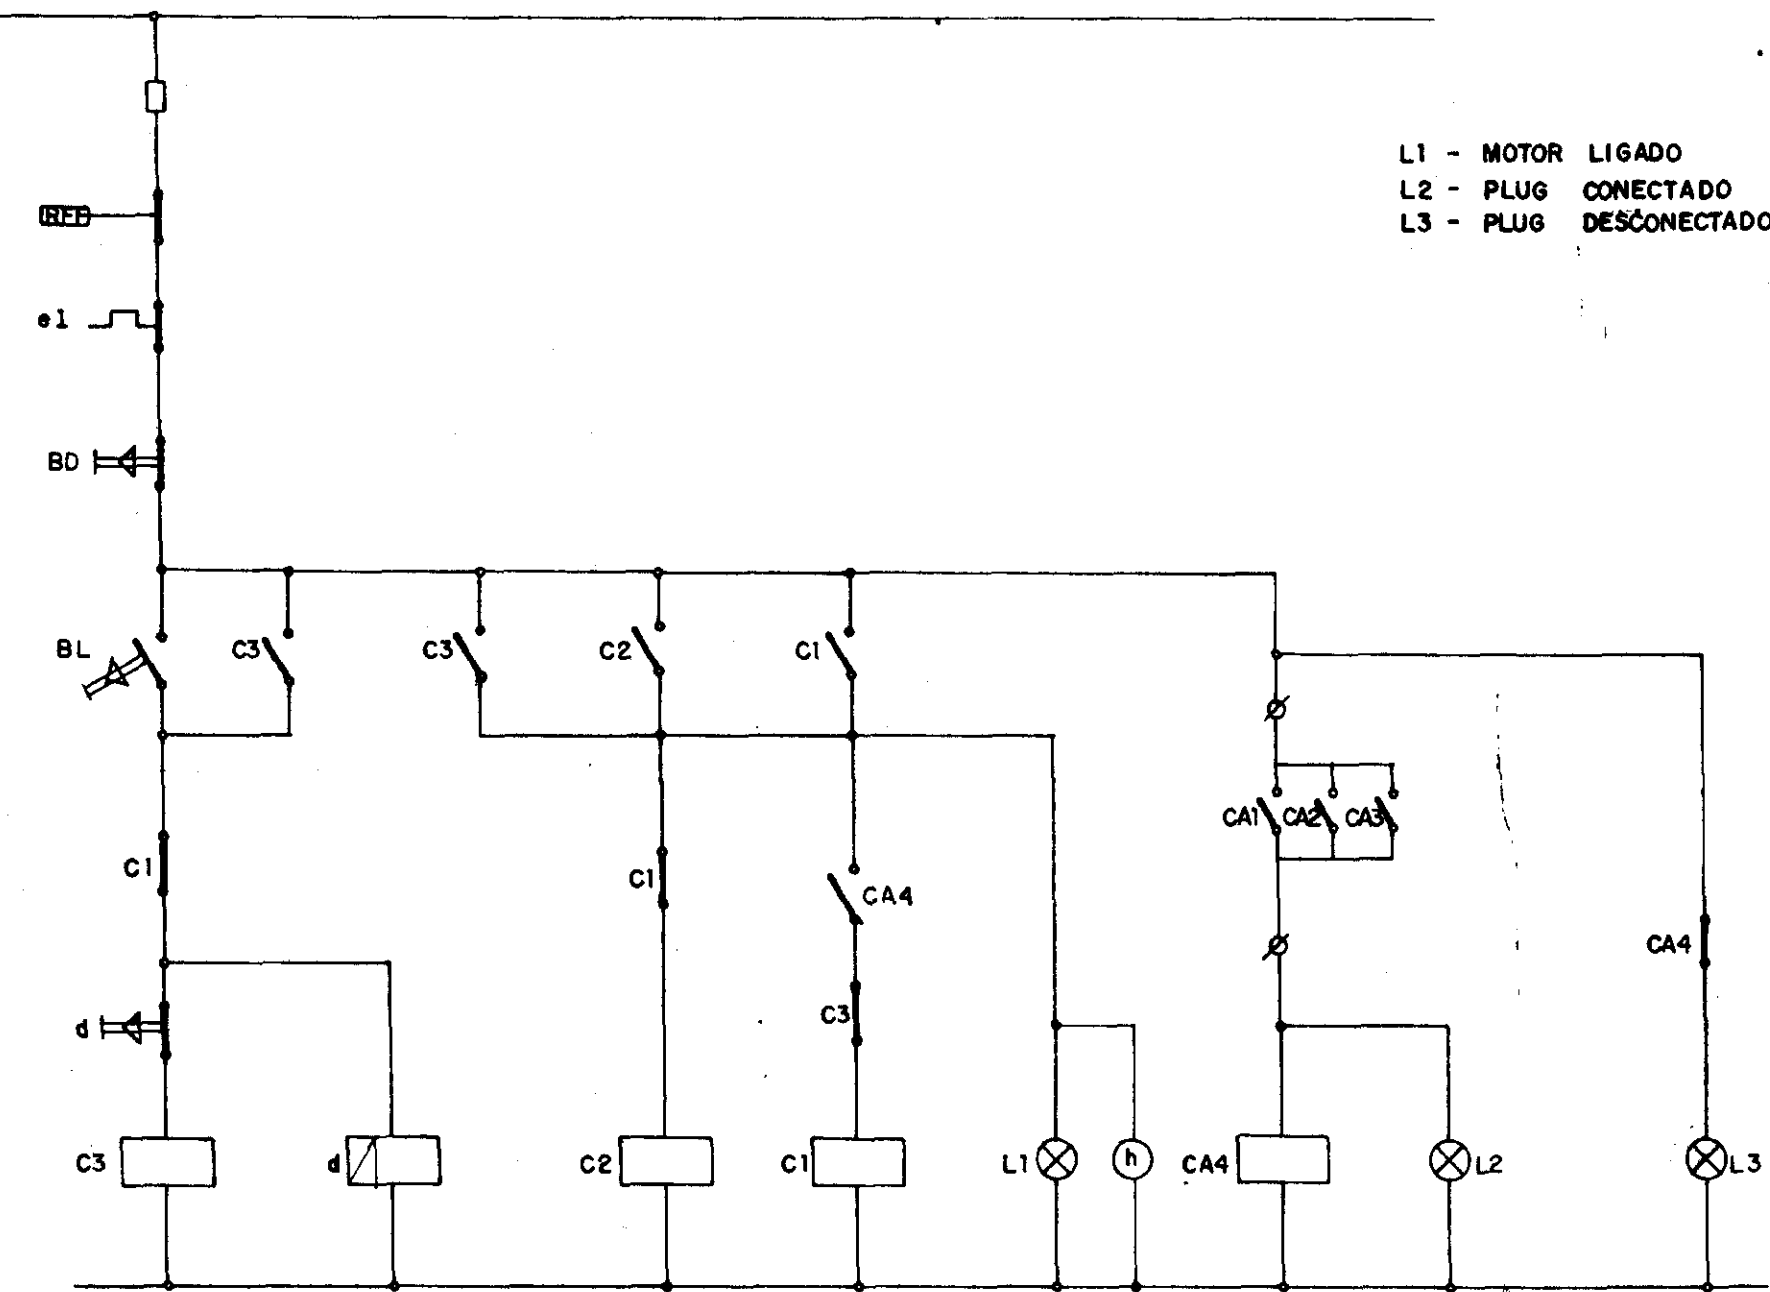 L1 - MOTOR LIGADO
L2 - PLUG CONECTADO
L3 - PLUG DESCONECTADO
e1
BD
BL
C3
C3
C2
C1
CA1
CA2
CA3
C1
C1
CA4
CA4
d
C3
C3
d
C2
C1
L1
h
CA4
L2
L3